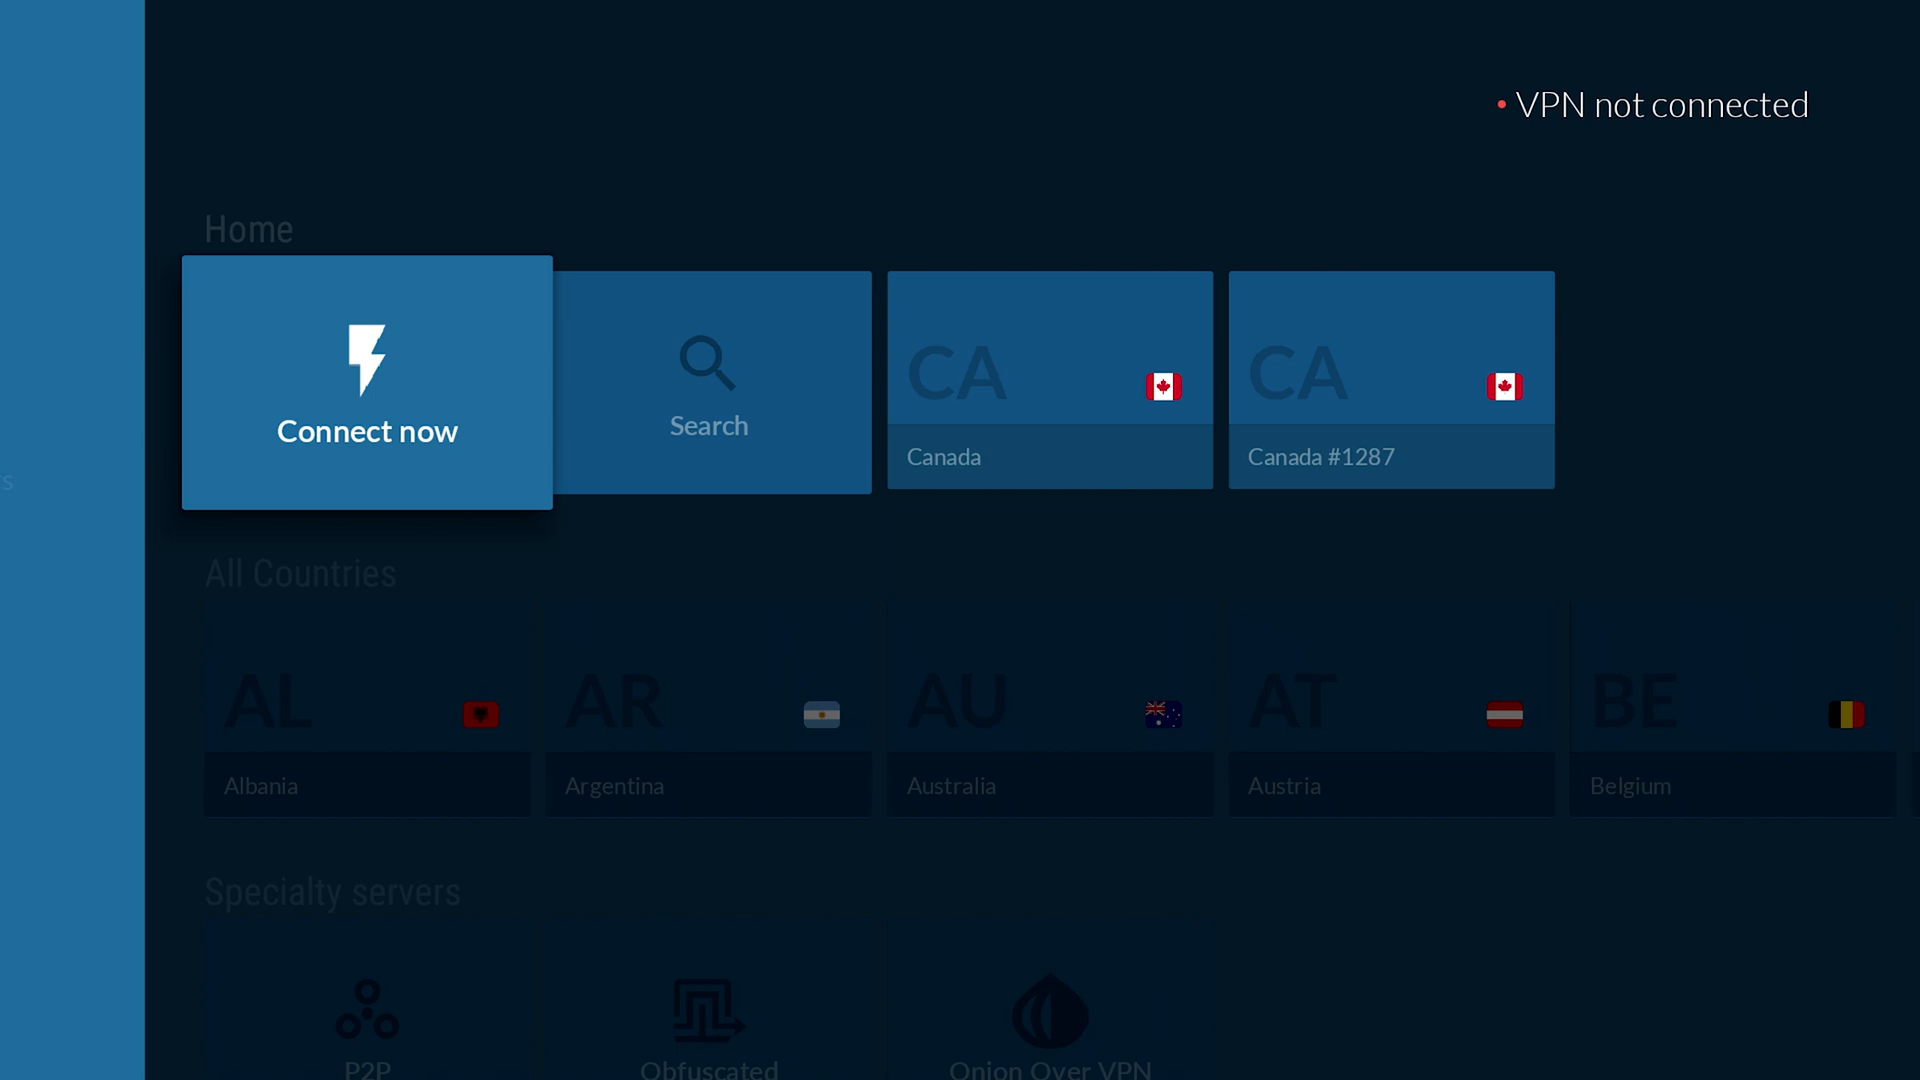 VPN not connected
Home
Connect now
Search
CA
Canada
CA
Canada #1287
All Countries
AL
Albania
AR
Argentina
AU
Australia
AT
Austria
BE
Belgium
Specialty servers
P2P
Obfuscated
Onion Over VPN